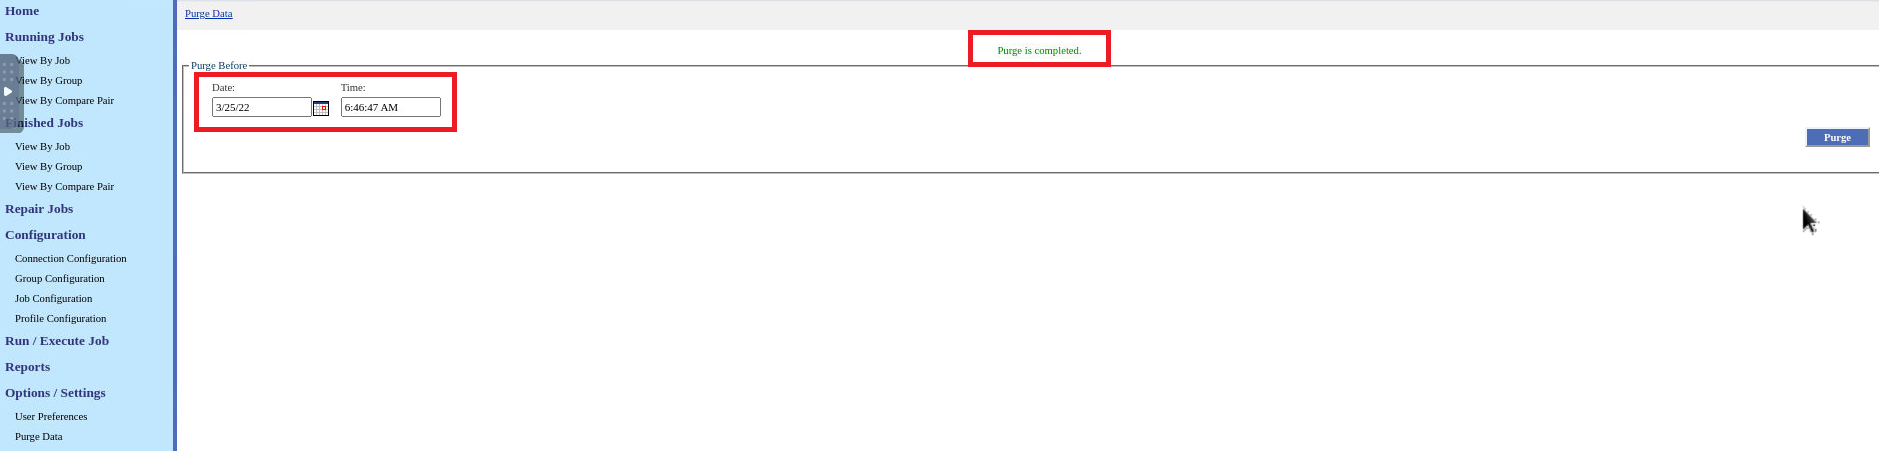 Home
Running Jobs
View By Job
View By Group
View By Compare Pair
Finished Jobs
View By Job
View By Group
View By Compare Pair
Repair Jobs
Configuration
Connection Configuration
Group Configuration
Job Configuration
Profile Configuration
Run / Execute Job
Reports
Options / Settings
User Preferences
Purge Data
Purge Data
Purge is completed.
Purge Before
Date: Time:
3/25/22 6:46:47 AM
Purge